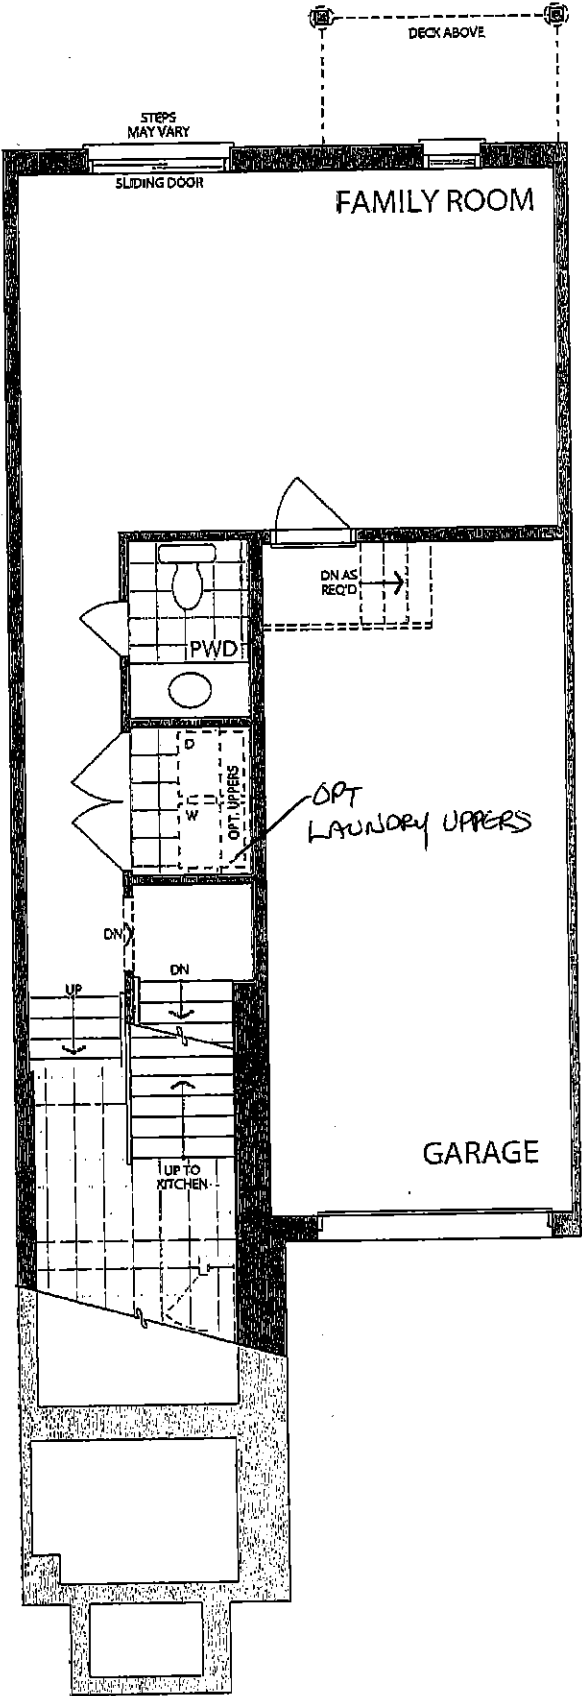 DECK ABOVE
STEPS
MAY VARY
SLIDING DOOR
FAMILY ROOM
DN AS
REQ'D
PWD
D
W
OPT. UPPERS
OPT
LAUNDRY UPPERS
DN
DN
UP
UP TO
KITCHEN
GARAGE